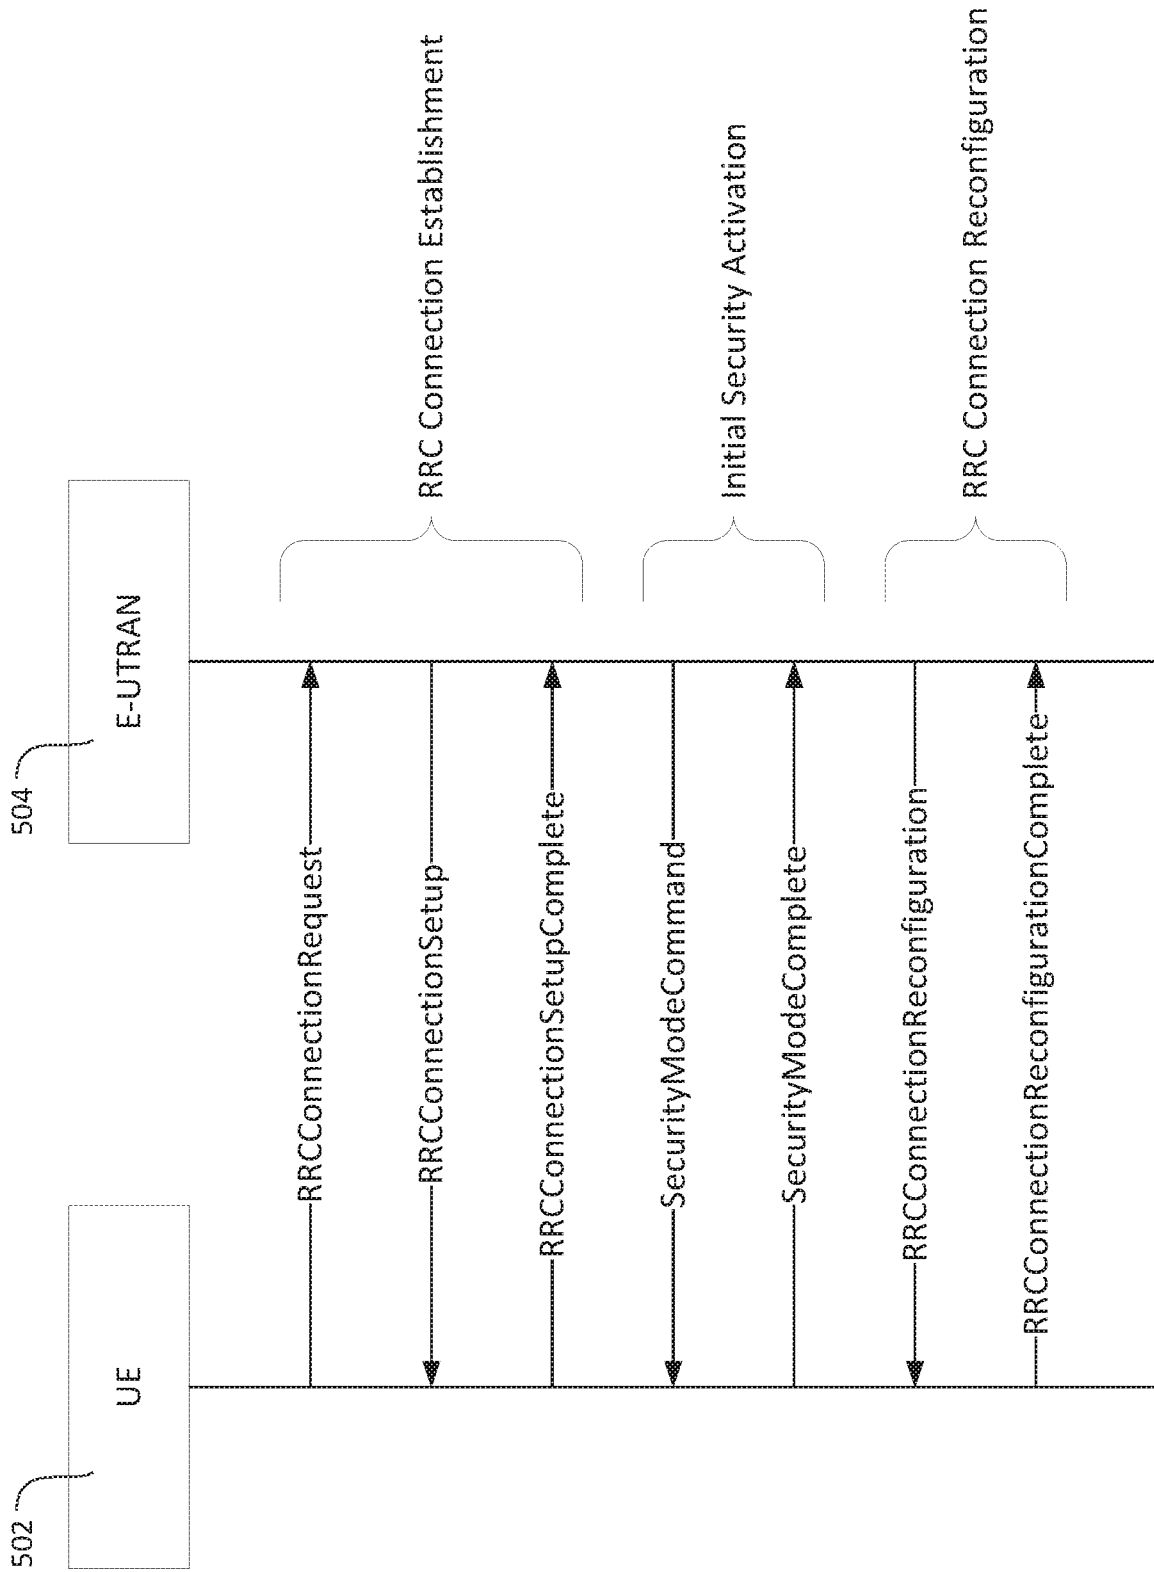 502
504
UE
E-UTRAN
RRCConnectionRequest
RRCConnectionSetup
RRCConnectionSetupComplete
RRC Connection Establishment
SecurityModeCommand
SecurityModeComplete
Initial Security Activation
RRCConnectionReconfiguration
RRCConnectionReconfigurationComplete
RRC Connection Reconfiguration